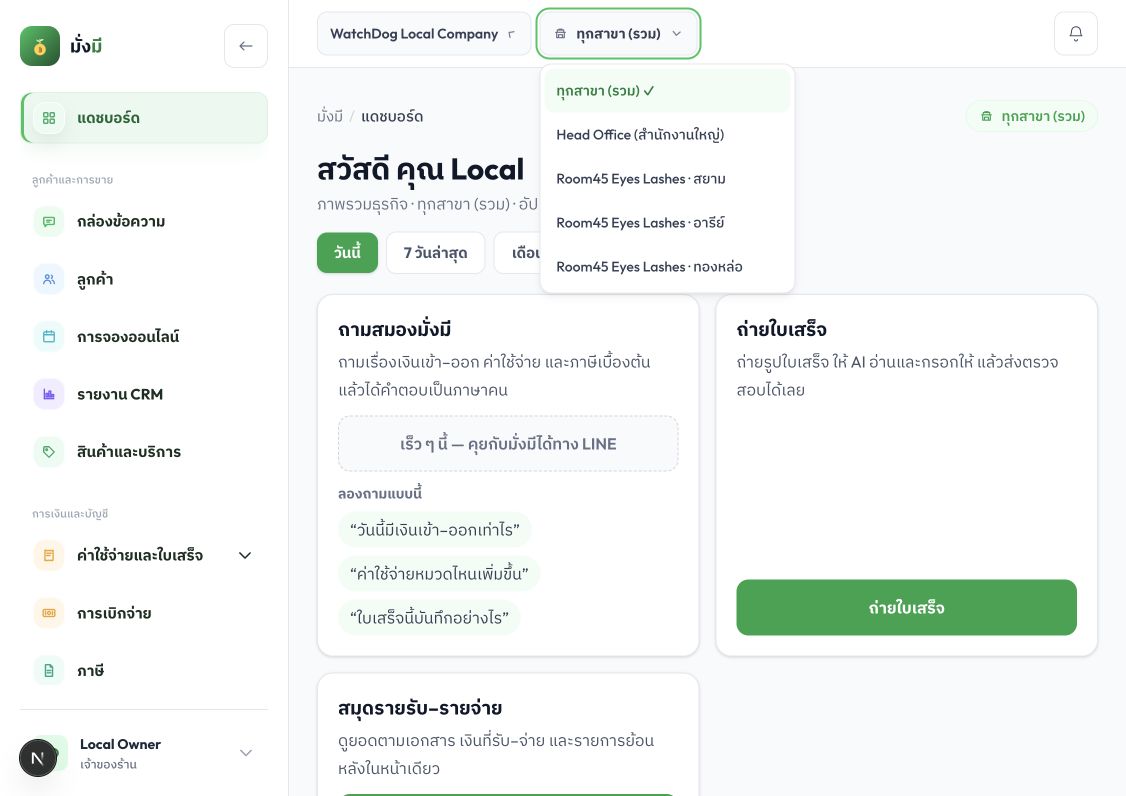 มั่งมี
แดชบอร์ด
ลูกค้าและการขาย
กล่องข้อความ
ลูกค้า
การจองออนไลน์
รายงาน CRM
สินค้าและบริการ
การเงินและบัญชี
ค่าใช้จ่ายและใบเสร็จ
การเบิกจ่าย
ภาษี
N
Local Owner
เจ้าของร้าน
WatchDog Local Company
ทุกสาขา (รวม)
ทุกสาขา (รวม) ✓
Head Office (สำนักงานใหญ่)
Room45 Eyes Lashes · สยาม
Room45 Eyes Lashes · อารีย์
Room45 Eyes Lashes · ทองหล่อ
มั่งมี / แดชบอร์ด
ทุกสาขา (รวม)
สวัสดี คุณ Local
ภาพรวมธุรกิจ · ทุกสาขา (รวม) ·
วันนี้
7 วันล่าสุด
ถามสมองมั่งมี
ถามเรื่องเงินเข้า–ออก ค่าใช้จ่าย และภาษีเบื้องต้น
แล้วได้คำตอบเป็นภาษาคน
เร็ว ๆ นี้ — คุยกับมั่งมีได้ทาง LINE
ลองถามแบบนี้
“วันนี้มีเงินเข้า–ออกเท่าไร”
“ค่าใช้จ่ายหมวดไหนเพิ่มขึ้น”
“ใบเสร็จนี้บันทึกอย่างไร”
ถ่ายใบเสร็จ
ถ่ายรูปใบเสร็จ ให้ AI อ่านและกรอกให้ แล้วส่งตรวจ
สอบได้เลย
ถ่ายใบเสร็จ
สมุดรายรับ–รายจ่าย
ดูยอดตามเอกสาร เงินที่รับ–จ่าย และรายการย้อน
หลังในหน้าเดียว